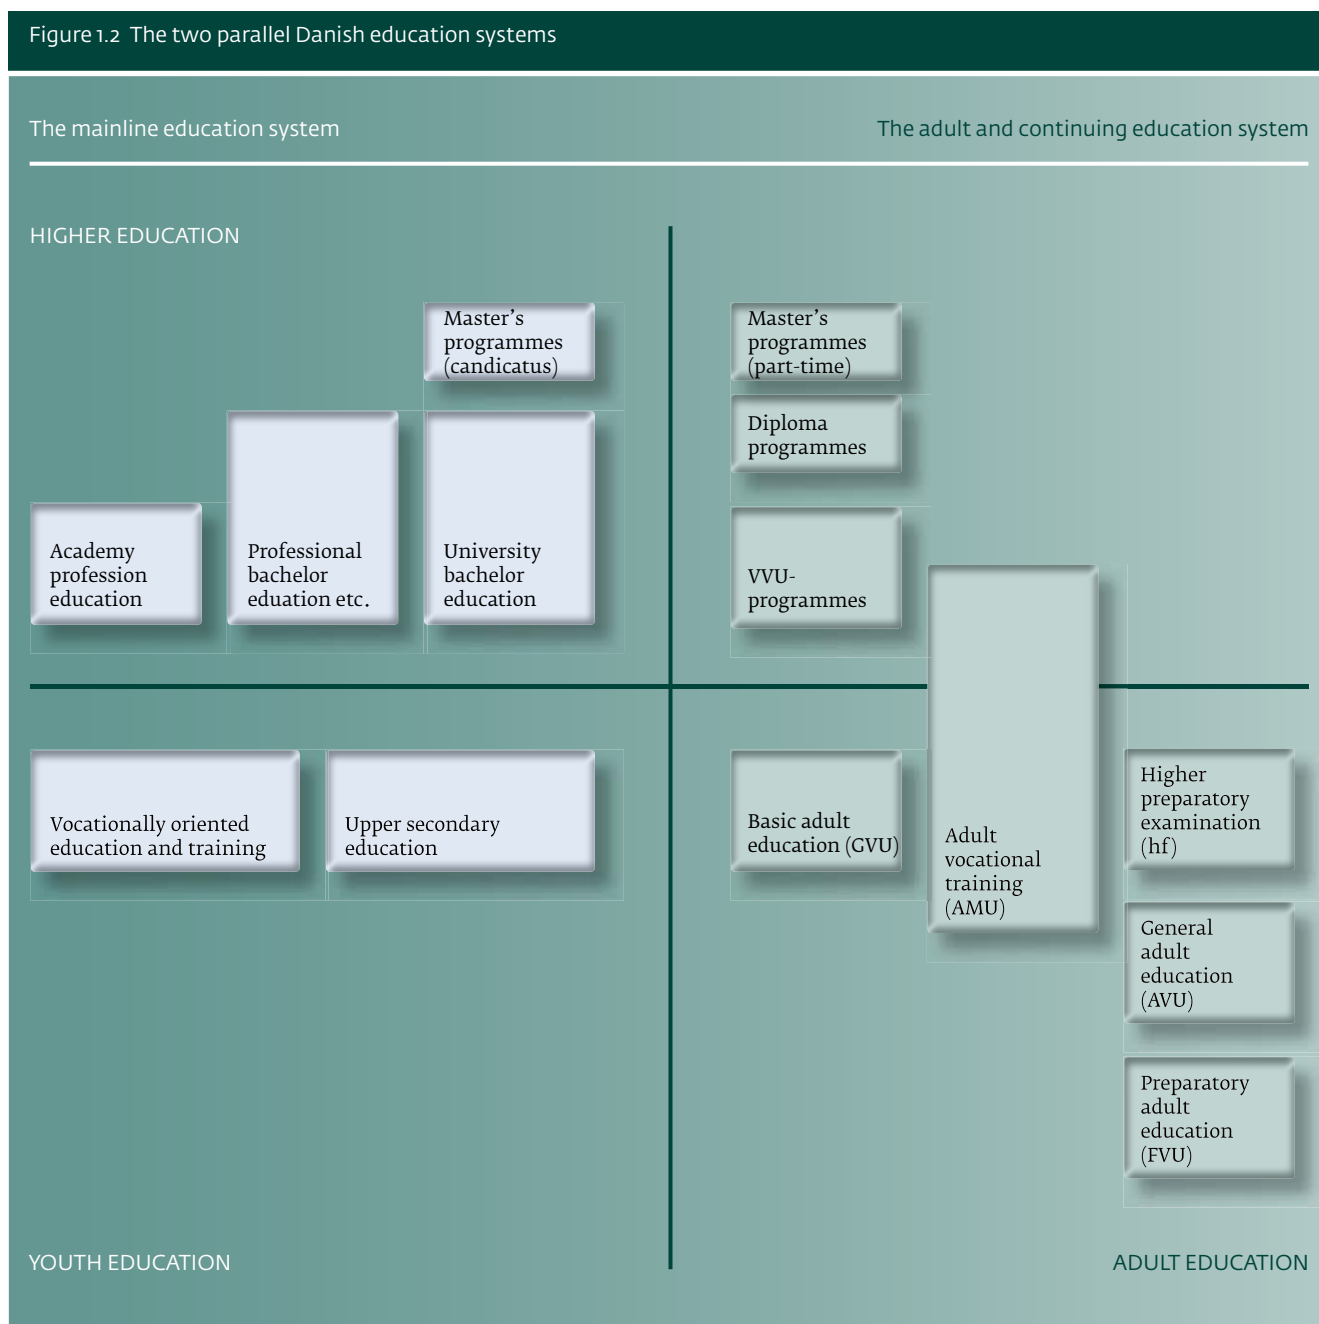 Figure 1.2 The two parallel Danish education systems
The mainline education system
The adult and continuing education system
HIGHER EDUCATION
Master's
programmes
(candicatus)
Academy
profession
education
Professional
bachelor
eduation etc.
University
bachelor
education
Master's
programmes
(part-time)
Diploma
programmes
VVU-
programmes
Vocationally oriented
education and training
Upper secondary
education
Basic adult
education (GVU)
Adult
vocational
training
(AMU)
Higher
preparatory
examination
(hf)
General
adult
education
(AVU)
Preparatory
adult
education
(FVU)
YOUTH EDUCATION
ADULT EDUCATION